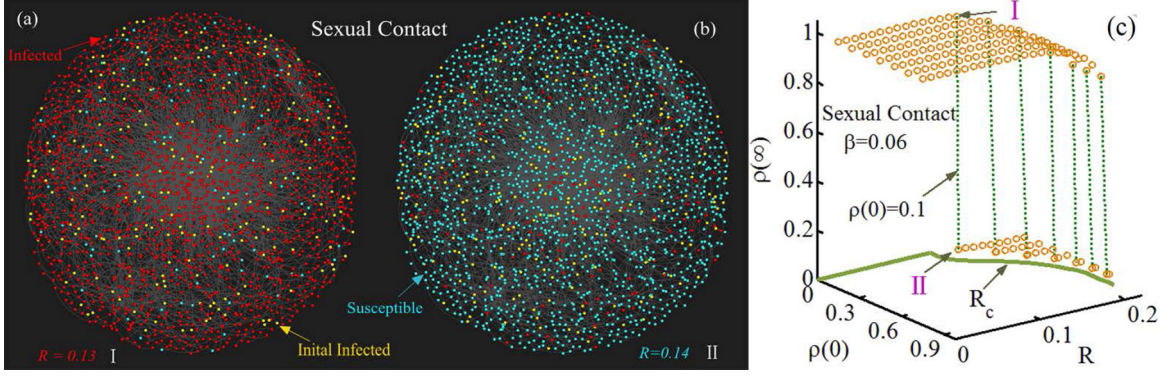 (a)
Sexual Contact
(b)
Infected
Susceptible
Inital Infected
R = 0.13
I
R=0.14
II
(c)
I
1
0.8
0.6
0.4
0.2
0
ρ(∞)
Sexual Contact
β=0.06
ρ(0)=0.1
II
R_c
0
0.3
0.6
0.9
ρ(0)
0
0.1
0.2
R